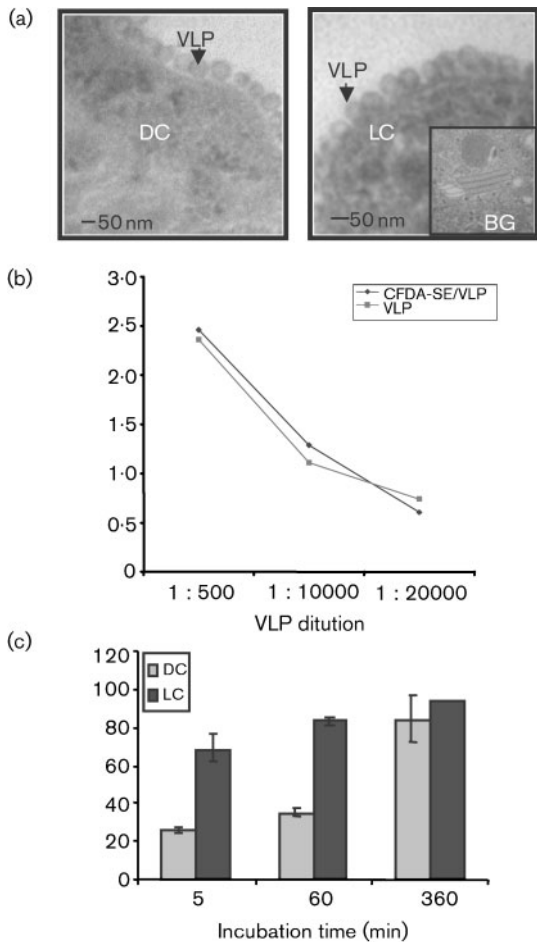 (a)
VLP
DC
50 nm
VLP
LC
BG
50 nm
(b)
3·0
2·5
2·0
1·5
1·0
0·5
0
CFDA-SE/VLP
VLP
1 : 500 1 : 10000 1 : 20000
VLP ditution
(c)
120
100
80
60
40
20
0
DC
LC
5 60 360
Incubation time (min)